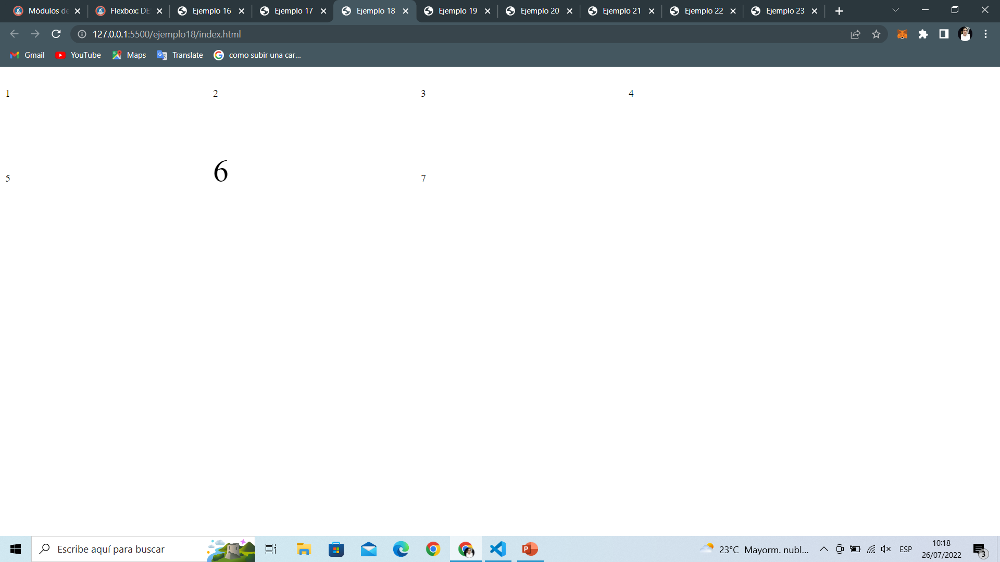 Módulos de
Flexbox: DE
Ejemplo 16
Ejemplo 17
Ejemplo 18
Ejemplo 19
Ejemplo 20
Ejemplo 21
Ejemplo 22
Ejemplo 23
127.0.0.1:5500/ejemplo18/index.html
Gmail
YouTube
Maps
Translate
como subir una car...
1 2 3 4
5 6 7
Escribe aquí para buscar
23°C Mayorm. nubl...
ESP
10:18
26/07/2022
3